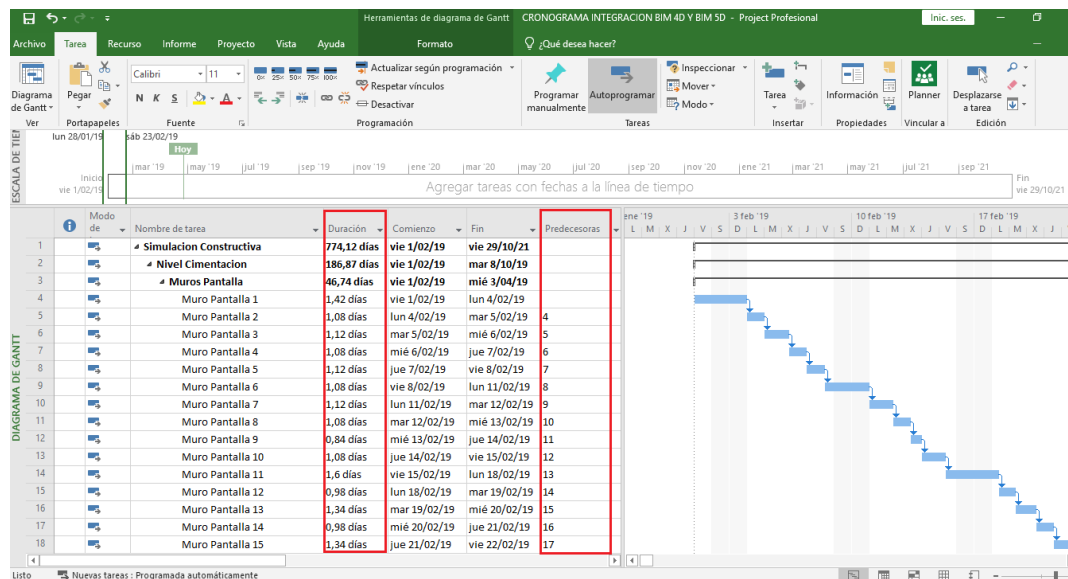 Herramientas de diagrama de Gantt CRONOGRAMA INTEGRACION BIM 4D Y BIM 5D - Project Profesional Inic. ses.
Archivo Tarea Recurso Informe Proyecto Vista Ayuda Formato ¿Qué desea hacer?
Diagrama de Gantt
Ver
Pegar
Portapapeles
Calibri 11
N K S A
Fuente
0× 25× 50× 75× 100×
Actualizar según programación
Respetar vínculos
Desactivar
Programación
Programar manualmente
Autoprogramar
Inspeccionar
Mover
Modo
Tareas
Tarea
Insertar
Información
Propiedades
Planner
Vincular a
Desplazarse a tarea
Edición
ESCALA DE TIEM
lun 28/01/19 sáb 23/02/19
Hoy
mar '19 may '19 jul '19 sep '19 nov '19 ene '20 mar '20 may '20 jul '20 sep '20 nov '20 ene '21 mar '21 may '21 jul '21 sep '21
Inicio
vie 1/02/19
Agregar tareas con fechas a la línea de tiempo
Fin
vie 29/10/21
DIAGRAMA DE GANTT
Modo de Nombre de tarea Duración Comienzo Fin Predecesoras
ene '19 3 feb '19 10 feb '19 17 feb '19
L M X J V S D L M X J V S D L M X J V S D L M X J
1 Simulacion Constructiva 774,12 días vie 1/02/19 vie 29/10/21
2 Nivel Cimentacion 186,87 días vie 1/02/19 mar 8/10/19
3 Muros Pantalla 46,74 días vie 1/02/19 mié 3/04/19
4 Muro Pantalla 1 1,42 días vie 1/02/19 lun 4/02/19
5 Muro Pantalla 2 1,08 días lun 4/02/19 mar 5/02/19 4
6 Muro Pantalla 3 1,12 días mar 5/02/19 mié 6/02/19 5
7 Muro Pantalla 4 1,08 días mié 6/02/19 jue 7/02/19 6
8 Muro Pantalla 5 1,12 días jue 7/02/19 vie 8/02/19 7
9 Muro Pantalla 6 1,08 días vie 8/02/19 lun 11/02/19 8
10 Muro Pantalla 7 1,12 días lun 11/02/19 mar 12/02/19 9
11 Muro Pantalla 8 1,08 días mar 12/02/19 mié 13/02/19 10
12 Muro Pantalla 9 0,84 días mié 13/02/19 jue 14/02/19 11
13 Muro Pantalla 10 1,08 días jue 14/02/19 vie 15/02/19 12
14 Muro Pantalla 11 1,6 días vie 15/02/19 lun 18/02/19 13
15 Muro Pantalla 12 0,98 días lun 18/02/19 mar 19/02/19 14
16 Muro Pantalla 13 1,34 días mar 19/02/19 mié 20/02/19 15
17 Muro Pantalla 14 0,98 días mié 20/02/19 jue 21/02/19 16
18 Muro Pantalla 15 1,34 días jue 21/02/19 vie 22/02/19 17
Listo Nuevas tareas : Programada automáticamente